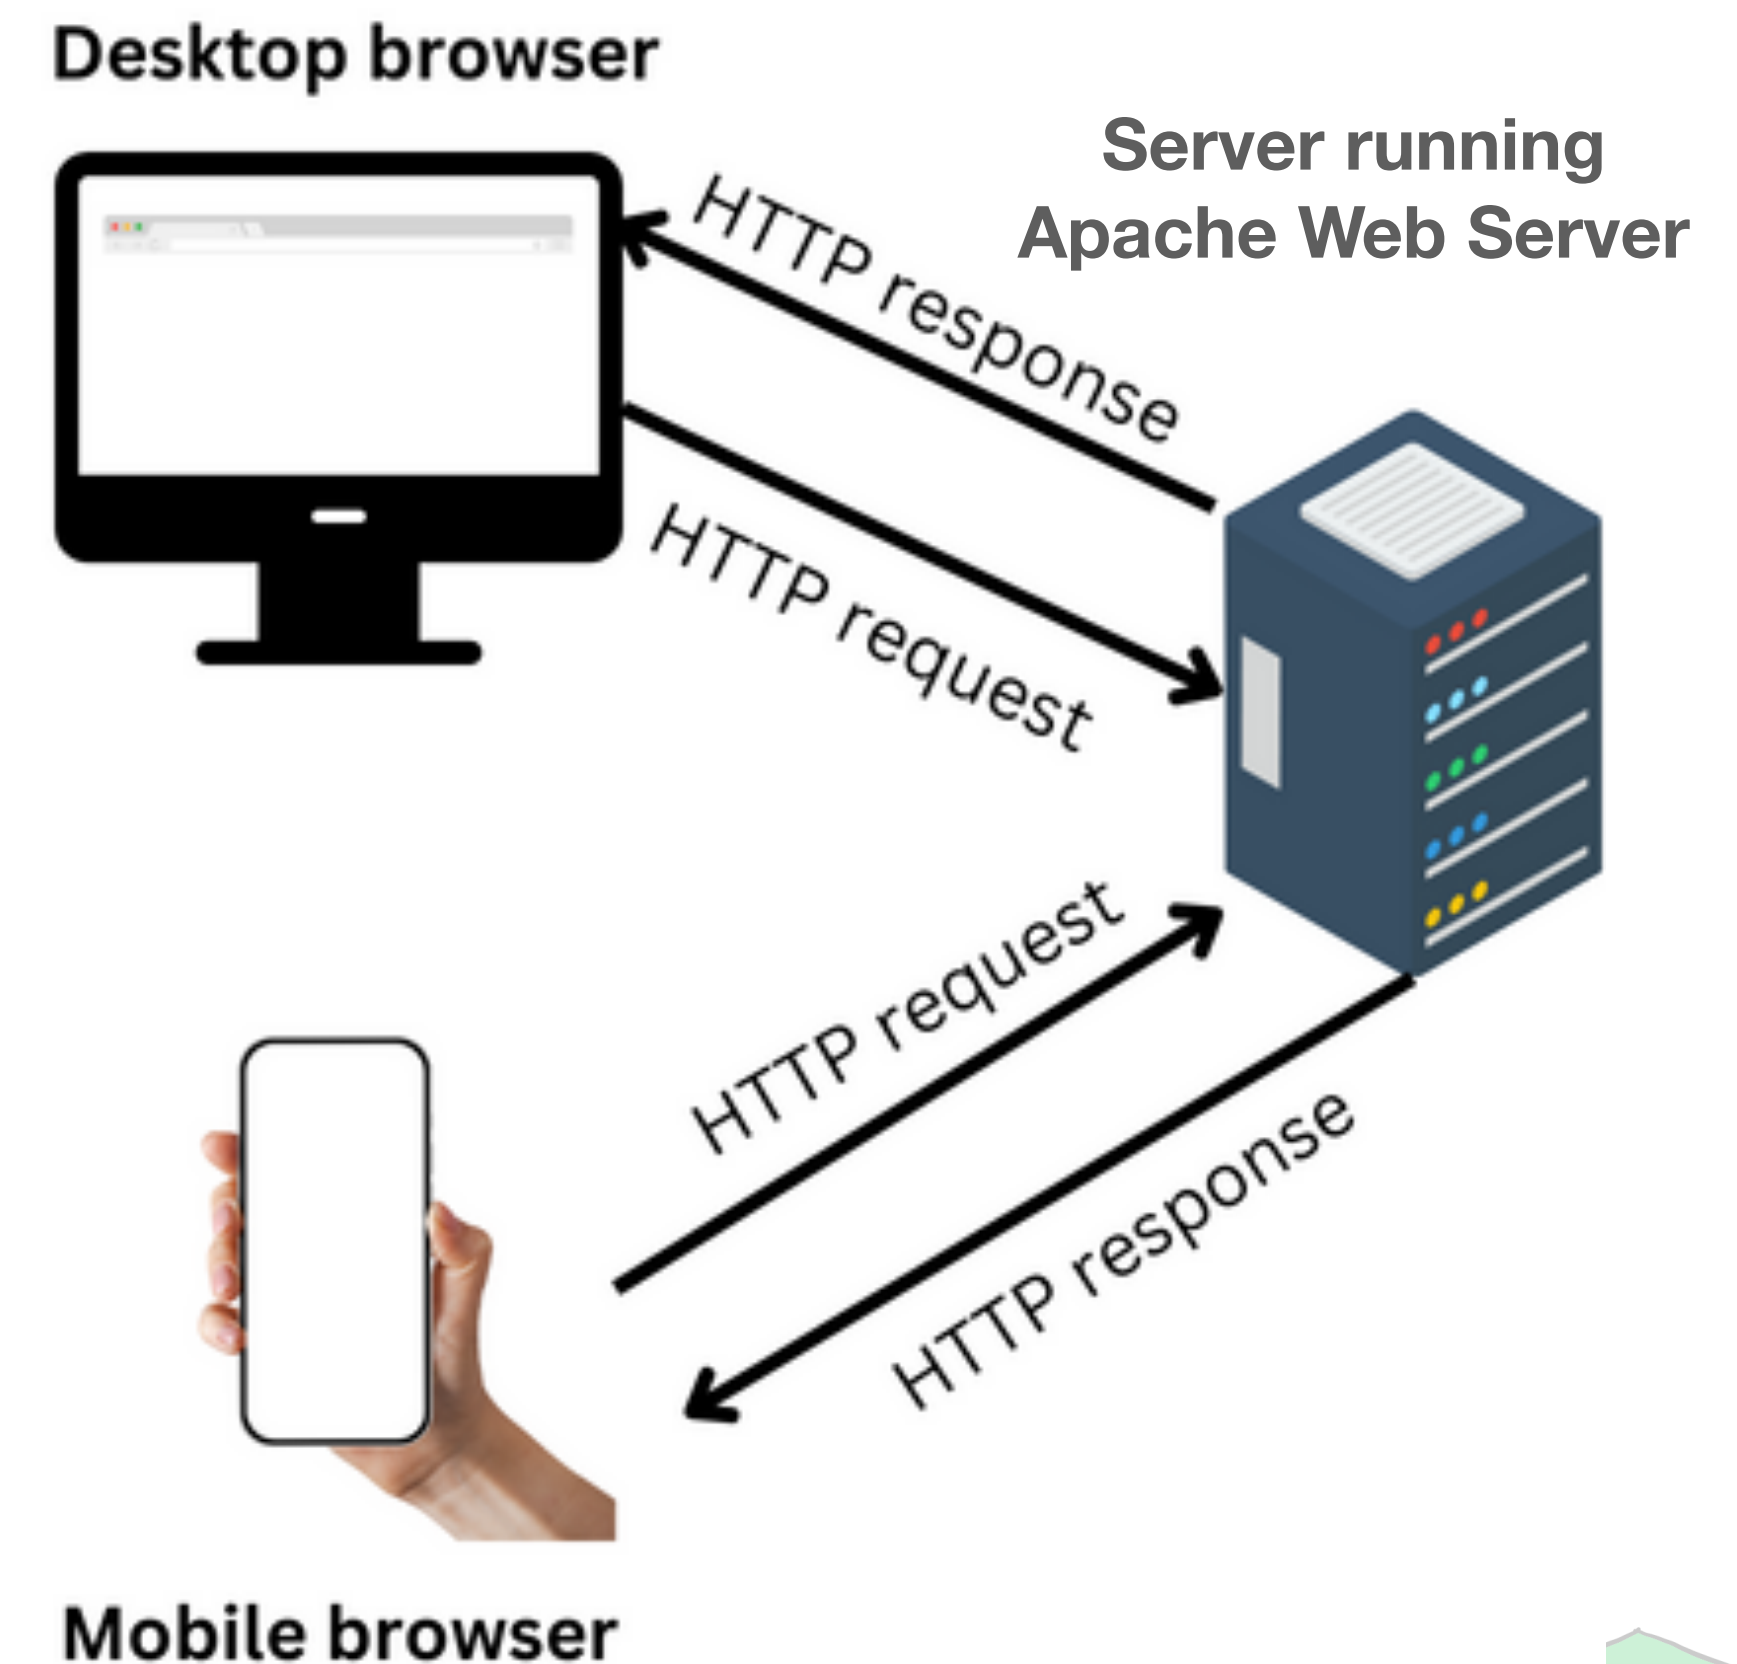 Desktop browser
Server running
Apache Web Server
HTTP response
HTTP request
HTTP request
HTTP response
Mobile browser